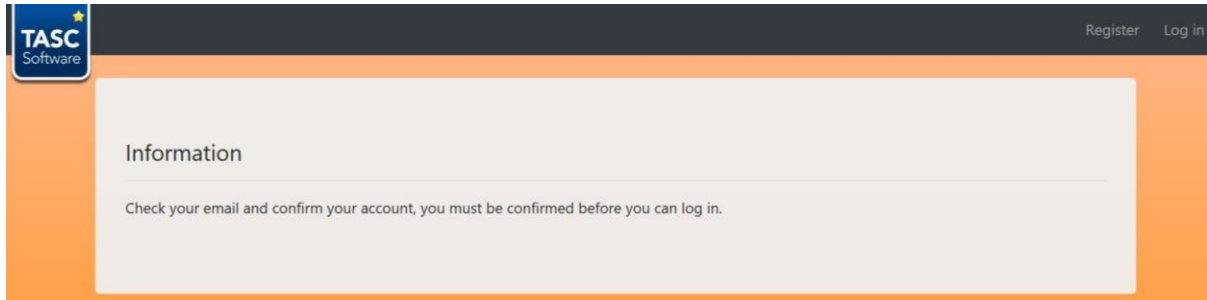 TASC
Software
Register Log in
Information
Check your email and confirm your account, you must be confirmed before you can log in.